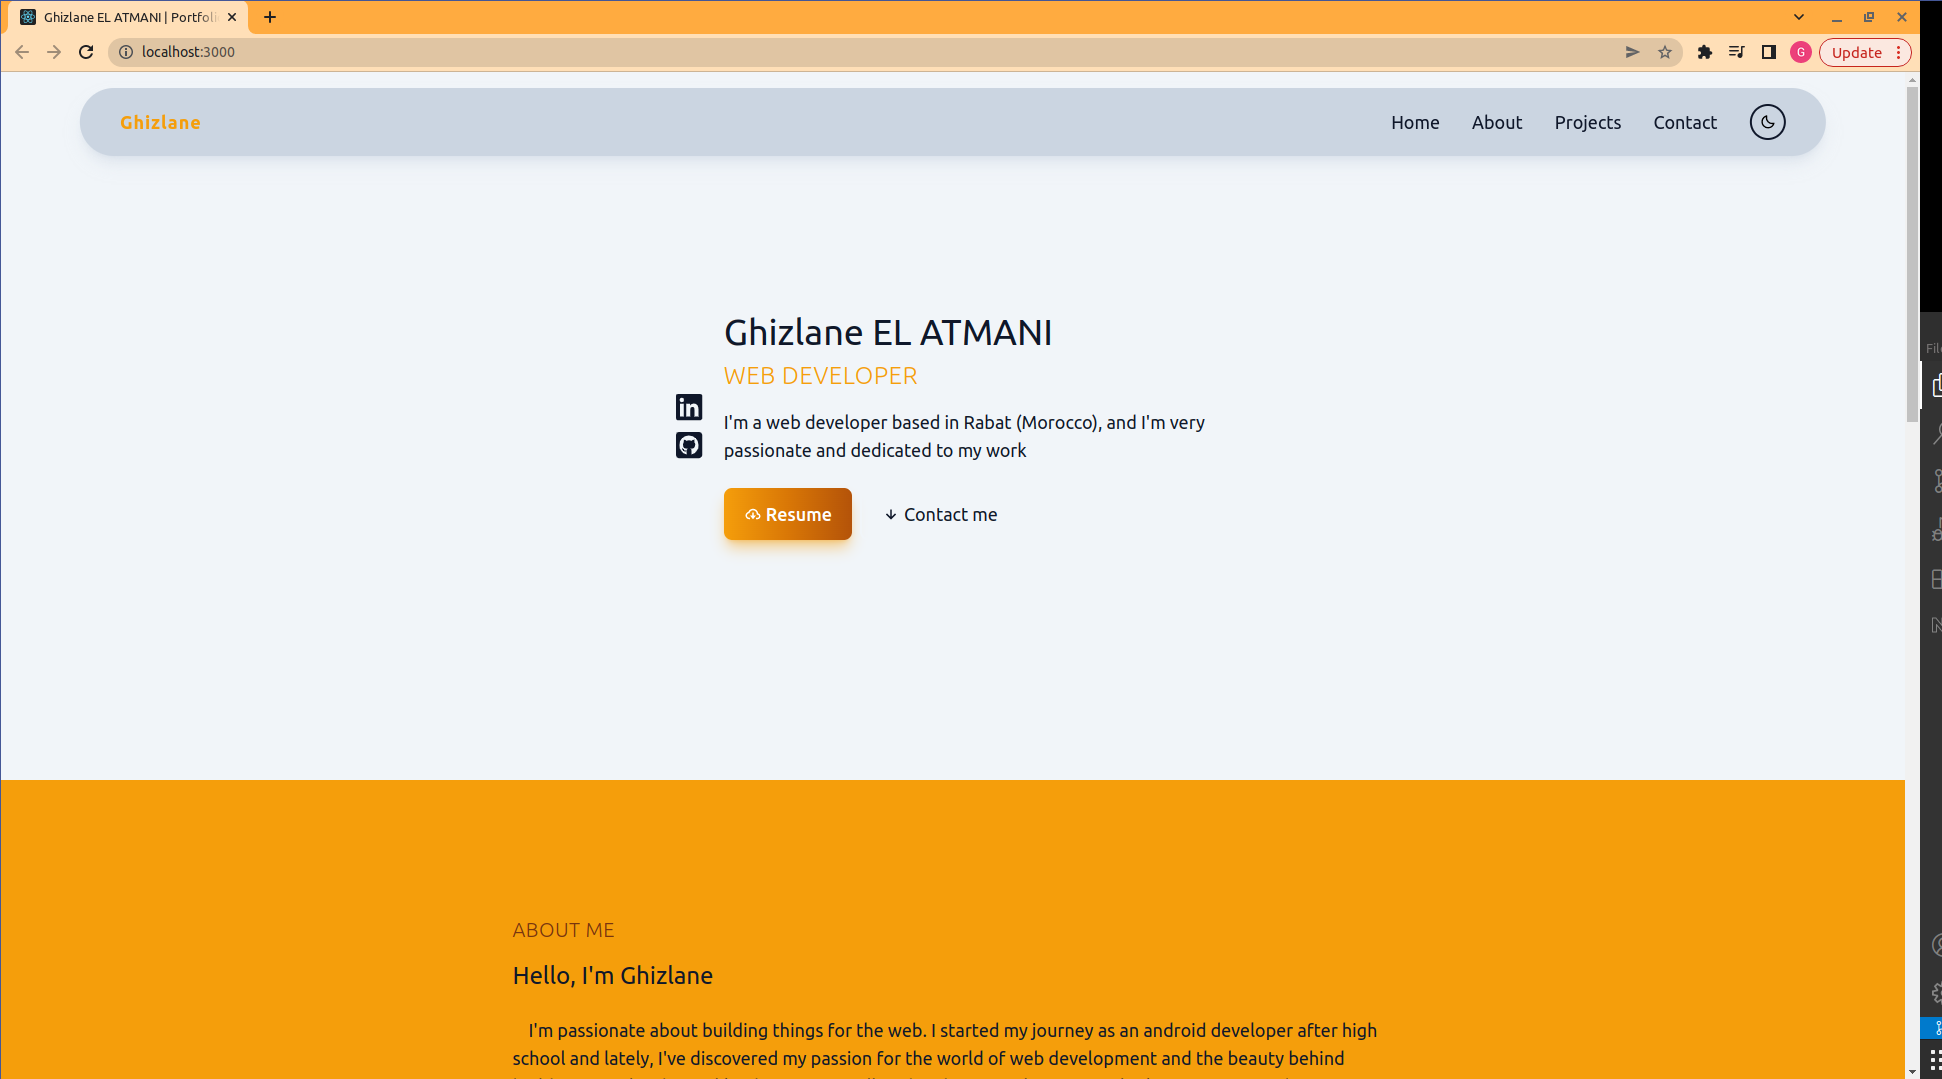 Ghizlane EL ATMANI | Portfoli
localhost:3000
G
Update
Ghizlane
Home
About
Projects
Contact
Ghizlane EL ATMANI
WEB DEVELOPER
I'm a web developer based in Rabat (Morocco), and I'm very
passionate and dedicated to my work
Resume
Contact me
ABOUT ME
Hello, I'm Ghizlane
I'm passionate about building things for the web. I started my journey as an android developer after high
school and lately, I've discovered my passion for the world of web development and the beauty behind